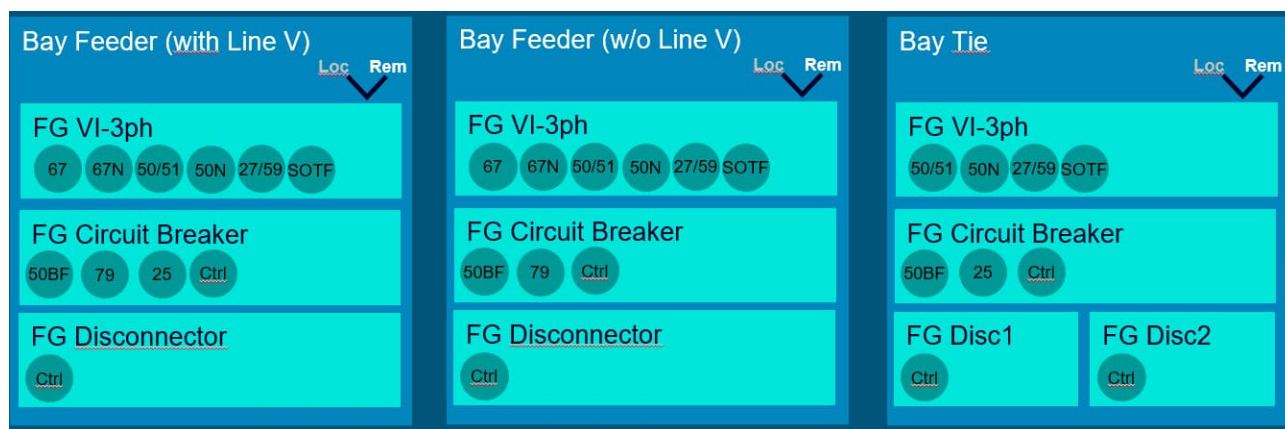 Bay Feeder (with Line V)
Loc Rem
FG VI-3ph
67 67N 50/51 50N 27/59 SOTF
FG Circuit Breaker
50BF 79 25 Ctrl
FG Disconnector
Ctrl
Bay Feeder (w/o Line V)
Loc Rem
FG VI-3ph
67 67N 50/51 50N 27/59 SOTF
FG Circuit Breaker
50BF 79 Ctrl
FG Disconnector
Ctrl
Bay Tie
Loc Rem
FG VI-3ph
50/51 50N 27/59 SOTF
FG Circuit Breaker
50BF 25 Ctrl
FG Disc1
Ctrl
FG Disc2
Ctrl